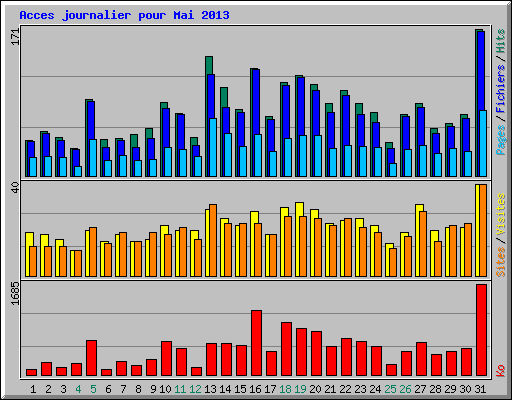 Acces journalier pour Mai 2013
171
Pages / Fichiers / Hits
40
Sites / Visites
1685
Ko
1 2 3 4 5 6 7 8 9 10 11 12 13 14 15 16 17 18 19 20 21 22 23 24 25 26 27 28 29 30 31